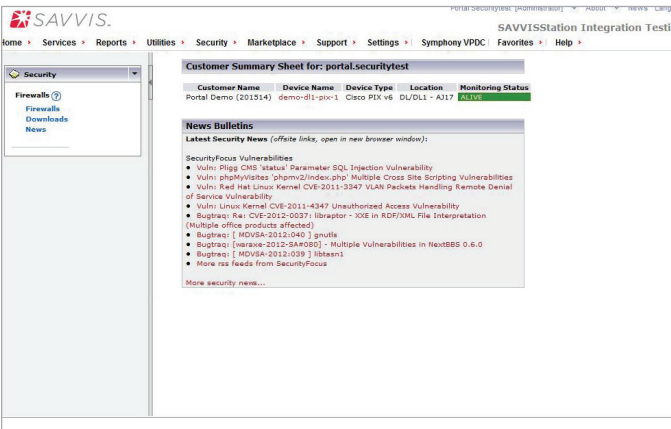 Portal Securitytest [Administrator] About News Lang
SAVVIS.
SAVVISStation Integration Testi
Home Services Reports Utilities Security Marketplace Support Settings Symphony VPDC Favorites Help
Security
Firewalls (?)
Firewalls
Downloads
News
Customer Summary Sheet for: portal.securitytest
Customer Name Device Name Device Type Location Monitoring Status
Portal Demo (201514) demo-dl1-pix-1 Cisco PIX v6 DL/DL1 - AJ17 ALIVE
News Bulletins
Latest Security News (offsite links, open in new browser window):
SecurityFocus Vulnerabilities
• Vuln: Pligg CMS 'status' Parameter SQL Injection Vulnerability
• Vuln: phpMyVisites 'phpmv2/index.php' Multiple Cross Site Scripting Vulnerabilities
• Vuln: Red Hat Linux Kernel CVE-2011-3347 VLAN Packets Handling Remote Denial
of Service Vulnerability
• Vuln: Linux Kernel CVE-2011-4347 Unauthorized Access Vulnerability
• Bugtraq: Re: CVE-2012-0037: libraptor - XXE in RDF/XML File Interpretation
(Multiple office products affected)
• Bugtraq: [ MDVSA-2012:040 ] gnutls
• Bugtraq: [waraxe-2012-SA#080] - Multiple Vulnerabilities in NextBBS 0.6.0
• Bugtraq: [ MDVSA-2012:039 ] libtasn1
• More rss feeds from SecurityFocus
More security news...